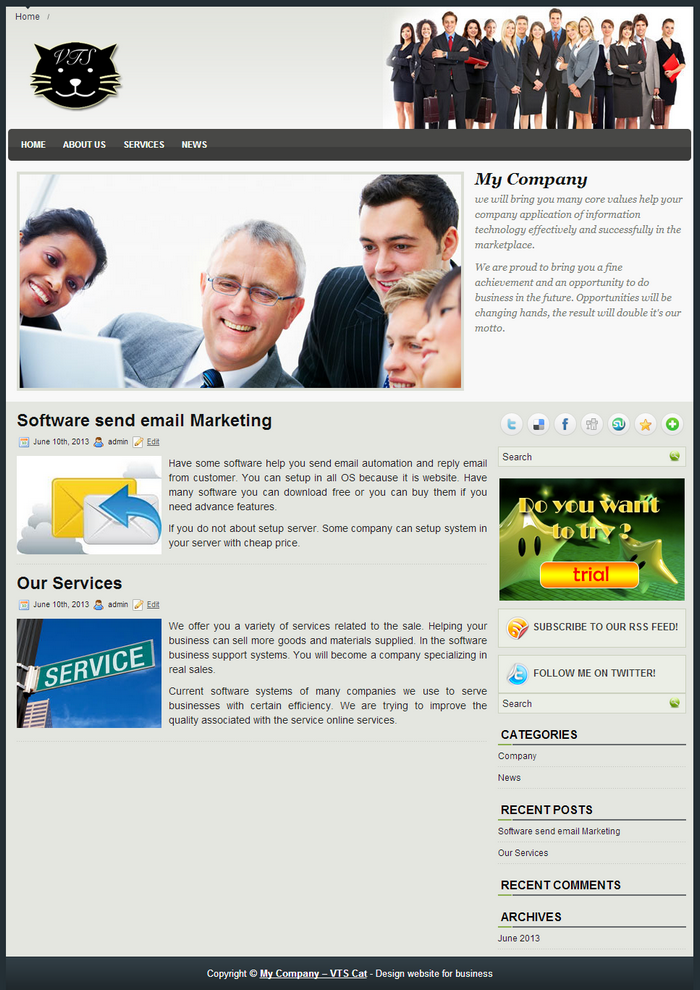 Home /
VTS
HOME ABOUT US SERVICES NEWS
My Company
we will bring you many core values help your
company application of information
technology effectively and successfully in the
marketplace.
We are proud to bring you a fine
achievement and an opportunity to do
business in the future. Opportunities will be
changing hands, the result will double it's our
motto.
Software send email Marketing
June 10th, 2013 admin Edit
Have some software help you send email automation and reply email
from customer. You can setup in all OS because it is website. Have
many software you can download free or you can buy them if you
need advance features.
If you do not about setup server. Some company can setup system in
your server with cheap price.
Our Services
June 10th, 2013 admin Edit
SERVICE
We offer you a variety of services related to the sale. Helping your
business can sell more goods and materials supplied. In the software
business support systems. You will become a company specializing in
real sales.
Current software systems of many companies we use to serve
businesses with certain efficiency. We are trying to improve the
quality associated with the service online services.
Search
Do you want
to try ?
trial
SUBSCRIBE TO OUR RSS FEED!
FOLLOW ME ON TWITTER!
Search
CATEGORIES
Company
News
RECENT POSTS
Software send email Marketing
Our Services
RECENT COMMENTS
ARCHIVES
June 2013
Copyright © My Company – VTS Cat - Design website for business